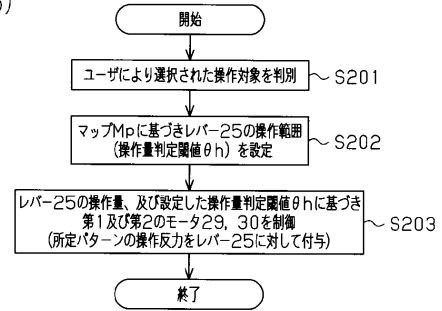 )
開始
ユーザにより選択された操作対象を判別
S201
マップMpに基づきレバー25の操作範囲
(操作量判定閾値θh)を設定
S202
レバー25の操作量、及び設定した操作量判定閾値θhに基づき
第1及び第2のモータ29, 30を制御
(所定パターンの操作反力をレバー25に対して付与)
S203
終了